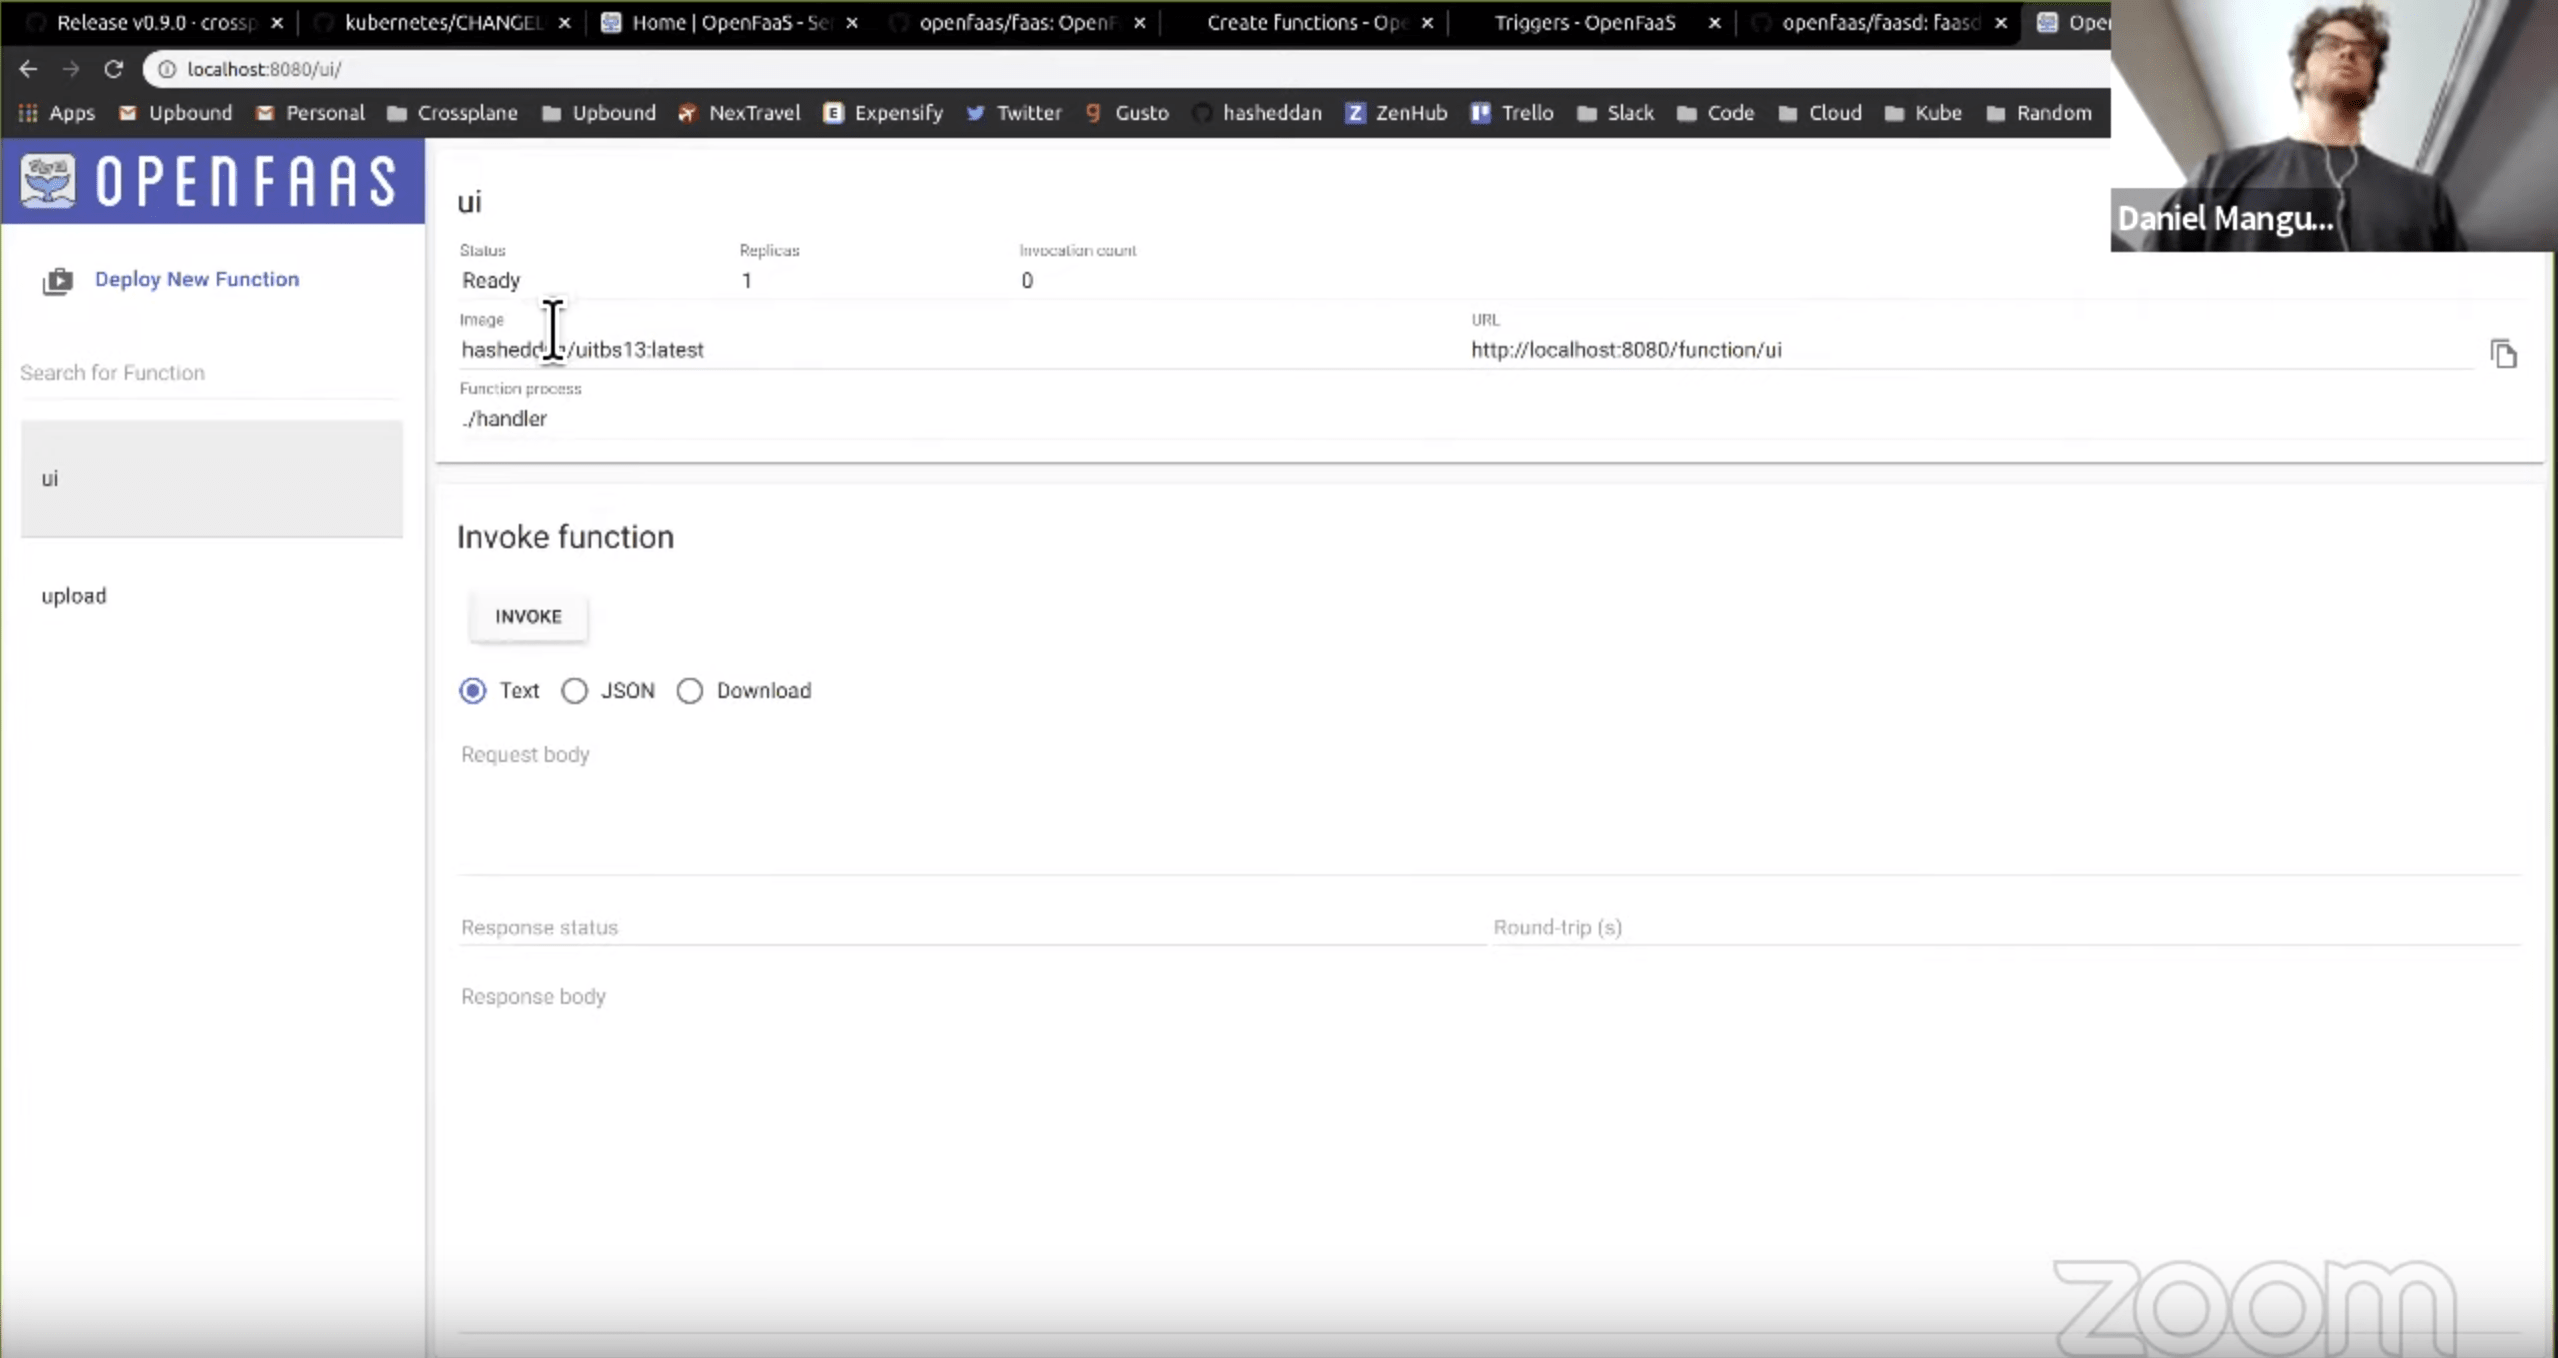 Release v0.9.0 · crossp
kubernetes/CHANGEL
Home | OpenFaaS - Se
openfaas/faas: OpenF
Create functions - Ope
Triggers - OpenFaaS
openfaas/faasd: faasd
Ope
localhost:8080/ui/
Apps Upbound Personal Crossplane Upbound NexTravel Expensify Twitter Gusto hasheddan ZenHub Trello Slack Code Cloud Kube Random
Daniel Mangu...
OPENFAAS
Deploy New Function
Search for Function
ui
upload
ui
Status Replicas Invocation count
Ready 1 0
Image URL
/uitbs13:latest http://localhost:8080/function/ui
Function process
./handler
Invoke function
INVOKE
Text JSON Download
Request body
Response status Round-trip (s)
Response body
zoom